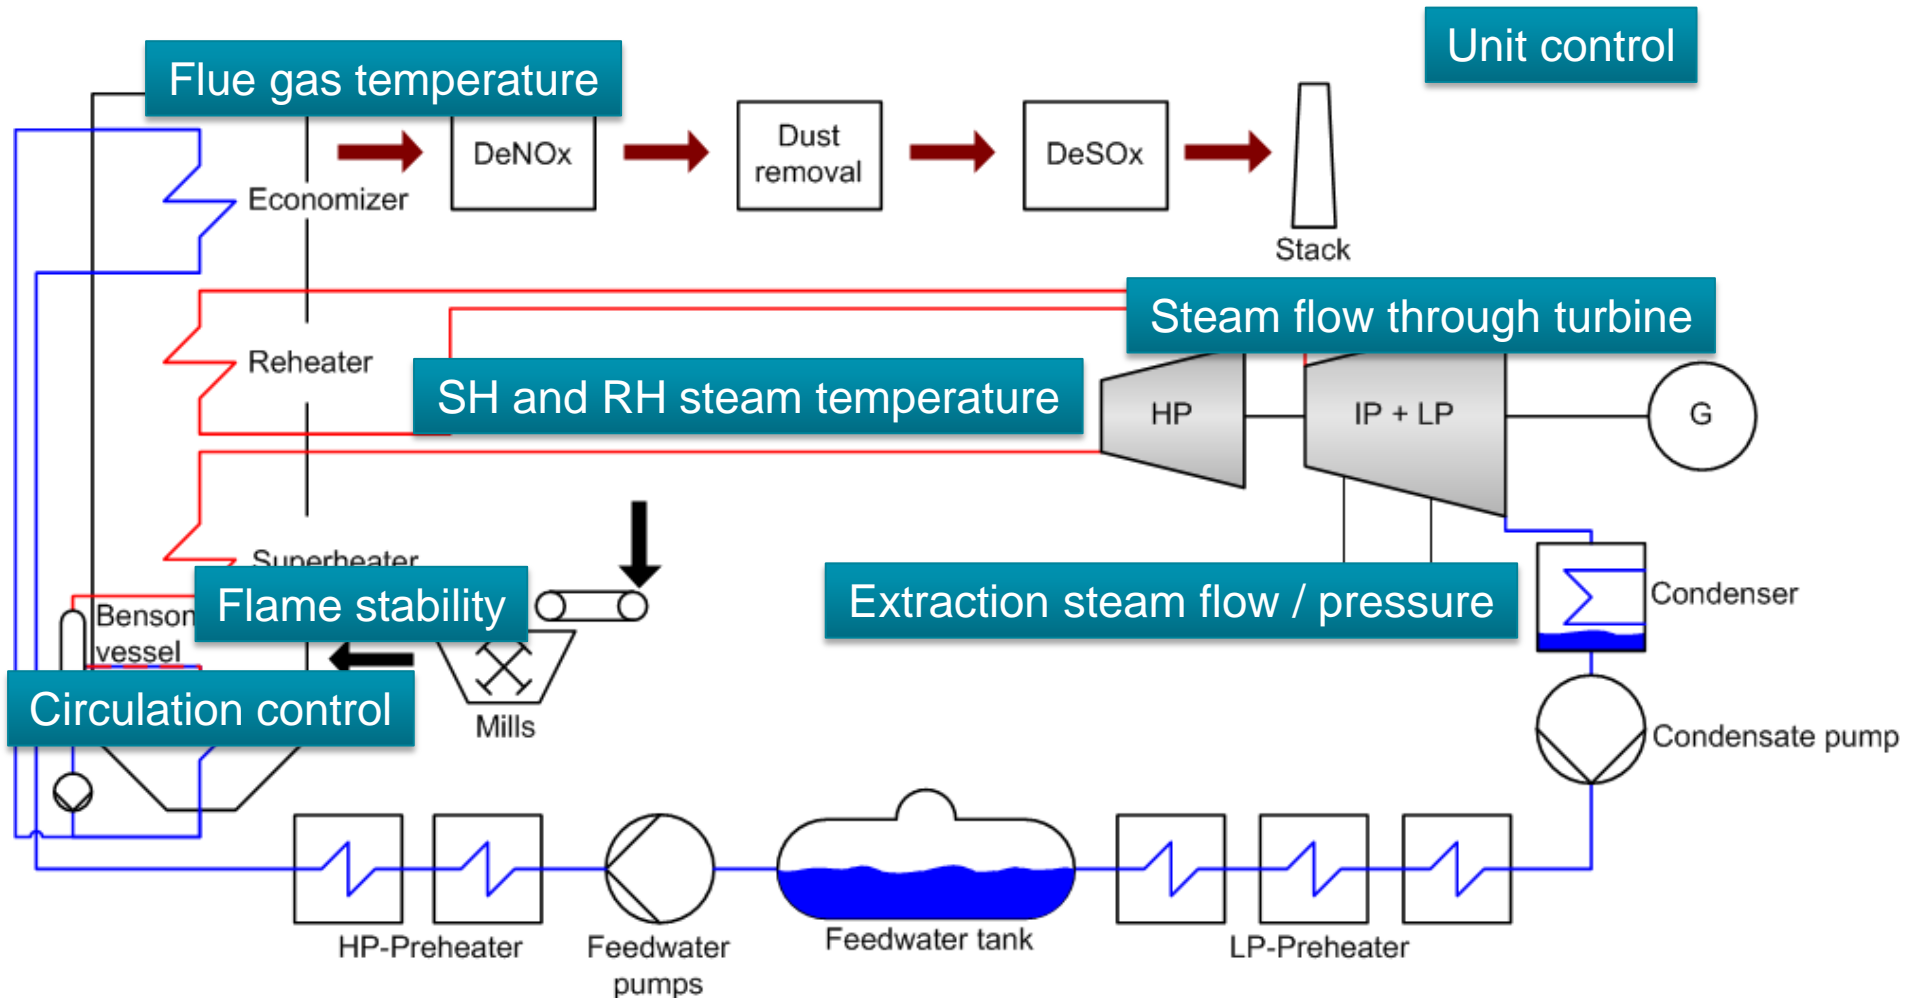 Unit control
Flue gas temperature
DeNOx
Dust
removal
DeSOx
Economizer
Stack
Steam flow through turbine
Reheater
SH and RH steam temperature
HP
IP + LP
G
Superheater
Flame stability
Extraction steam flow / pressure
Condenser
Benson
vessel
Circulation control
Mills
Condensate pump
HP-Preheater
Feedwater
pumps
Feedwater tank
LP-Preheater